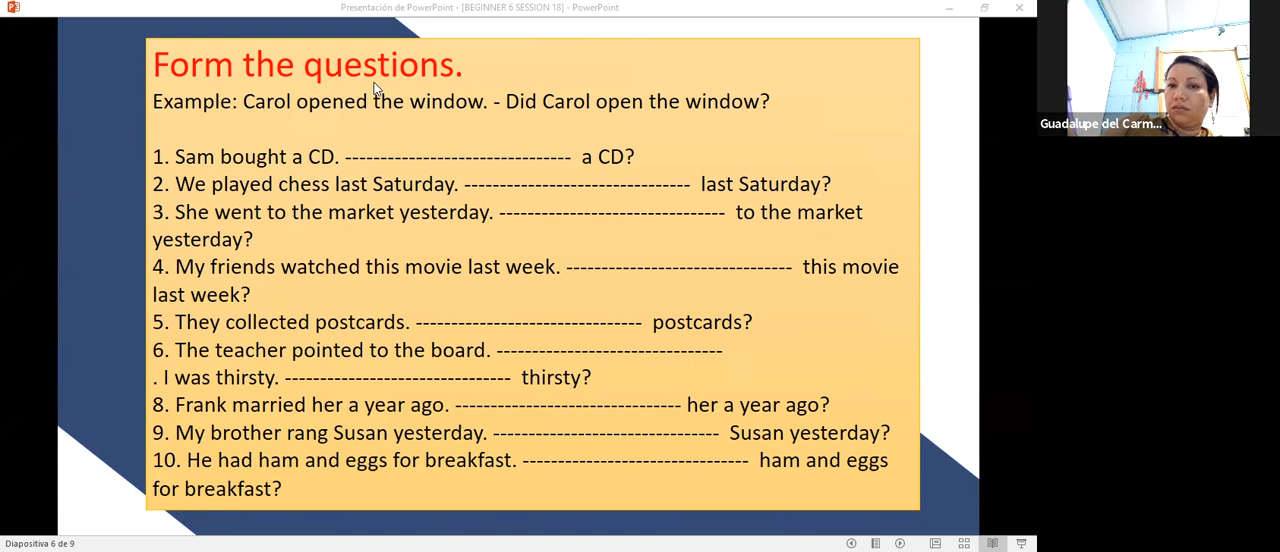 Presentación de PowerPoint - [BEGINNER 6 SESSION 18] - PowerPoint
Form the questions.
Example: Carol opened the window. - Did Carol open the window?
1. Sam bought a CD. -------------------------------- a CD?
2. We played chess last Saturday. -------------------------------- last Saturday?
3. She went to the market yesterday. -------------------------------- to the market
yesterday?
4. My friends watched this movie last week. -------------------------------- this movie
last week?
5. They collected postcards. -------------------------------- postcards?
6. The teacher pointed to the board. --------------------------------
. I was thirsty. -------------------------------- thirsty?
8. Frank married her a year ago. -------------------------------- her a year ago?
9. My brother rang Susan yesterday. -------------------------------- Susan yesterday?
10. He had ham and eggs for breakfast. -------------------------------- ham and eggs
for breakfast?
Guadalupe del Carm...
Diapositiva 6 de 9